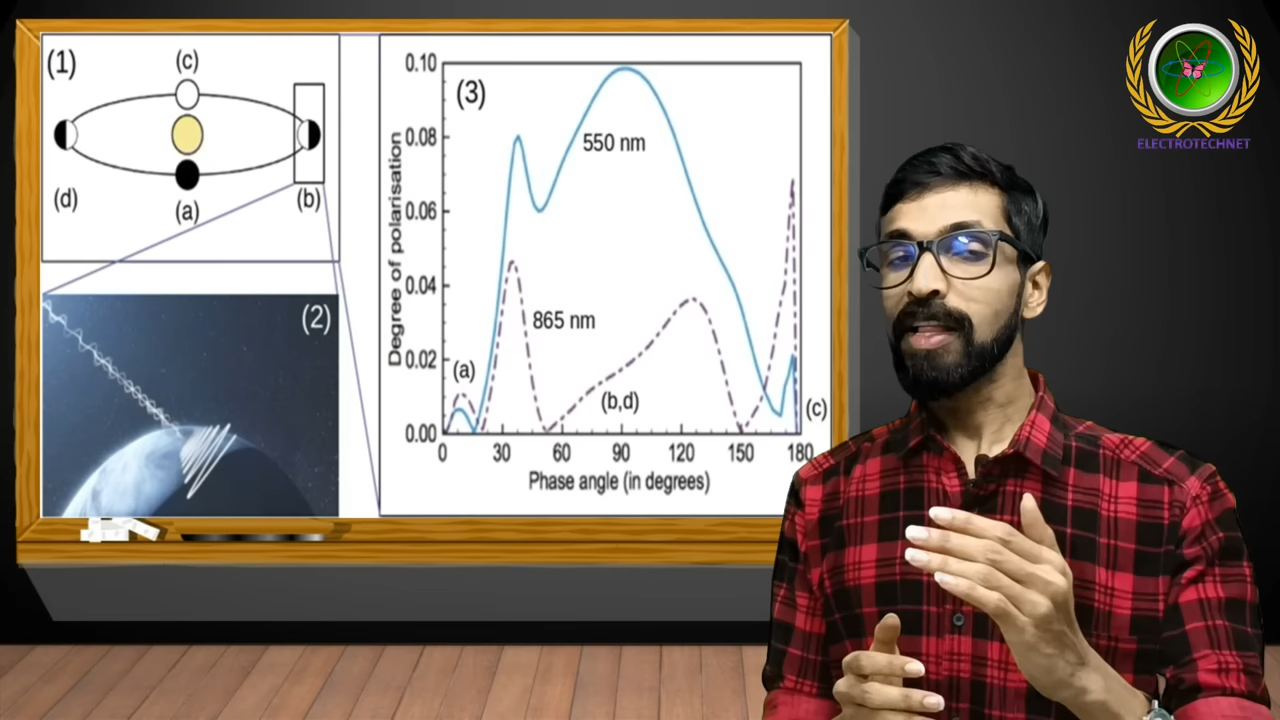 (1)
(c)
(d)
(a)
(b)
(2)
(3)
Degree of polarisation
0.10
0.08
0.06
0.04
0.02
0.00
550 nm
865 nm
(a)
(b,d)
(c)
0
30
60
90
120
150
180
Phase angle (in degrees)
ELECTROTECHNET